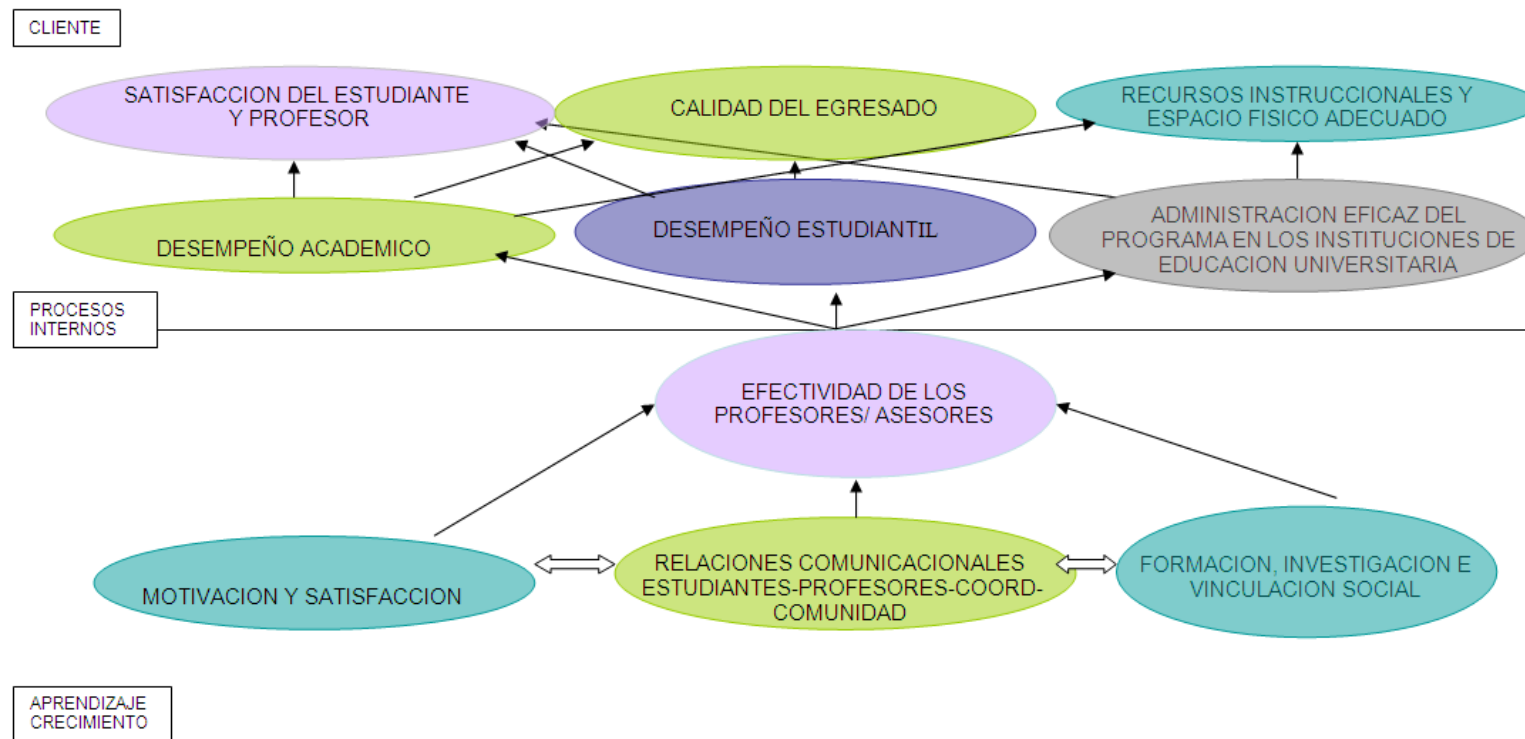 CLIENTE
SATISFACCION DEL ESTUDIANTE
Y PROFESOR
CALIDAD DEL EGRESADO
RECURSOS INSTRUCCIONALES Y
ESPACIO FISICO ADECUADO
DESEMPEÑO ACADEMICO
DESEMPEÑO ESTUDIANTIL
ADMINISTRACION EFICAZ DEL
PROGRAMA EN LOS INSTITUCIONES DE
EDUCACION UNIVERSITARIA
PROCESOS
INTERNOS
EFECTIVIDAD DE LOS
PROFESORES/ ASESORES
MOTIVACION Y SATISFACCION
RELACIONES COMUNICACIONALES
ESTUDIANTES-PROFESORES-COORD-
COMUNIDAD
FORMACION, INVESTIGACION E
VINCULACION SOCIAL
APRENDIZAJE
CRECIMIENTO